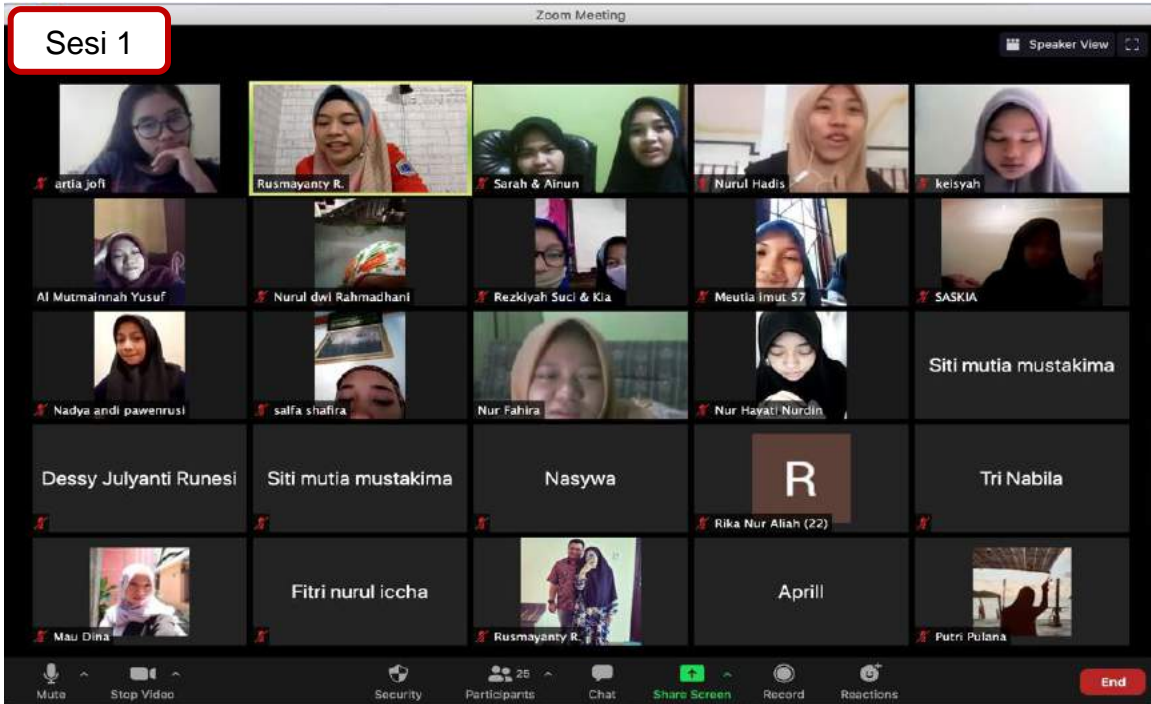 Zoom Meeting
Sesi 1
Speaker View
artia jofi
Rusmayanty R.
Sarah & Ainun
Nurul Hadis
keisyah
Al Mutmainnah Yusuf
Nurul dwi Rahmadhani
Rezkiyah Suci & Kia
Meutia imut 57
SASKIA
Nadya andi pawenrusi
salfa shafira
Nur Fahira
Nur Hayati Nurdin
Siti mutia mustakima
Dessy Julyanti Runesi
Siti mutia mustakima
Nasywa
R
Rika Nur Aliah (22)
Tri Nabila
Mau Dina
Fitri nurul iccha
Rusmayanty R.
Aprill
Putri Pulana
Mute
Stop Video
Security
Participants
25
Chat
Share Screen
Record
Reactions
End